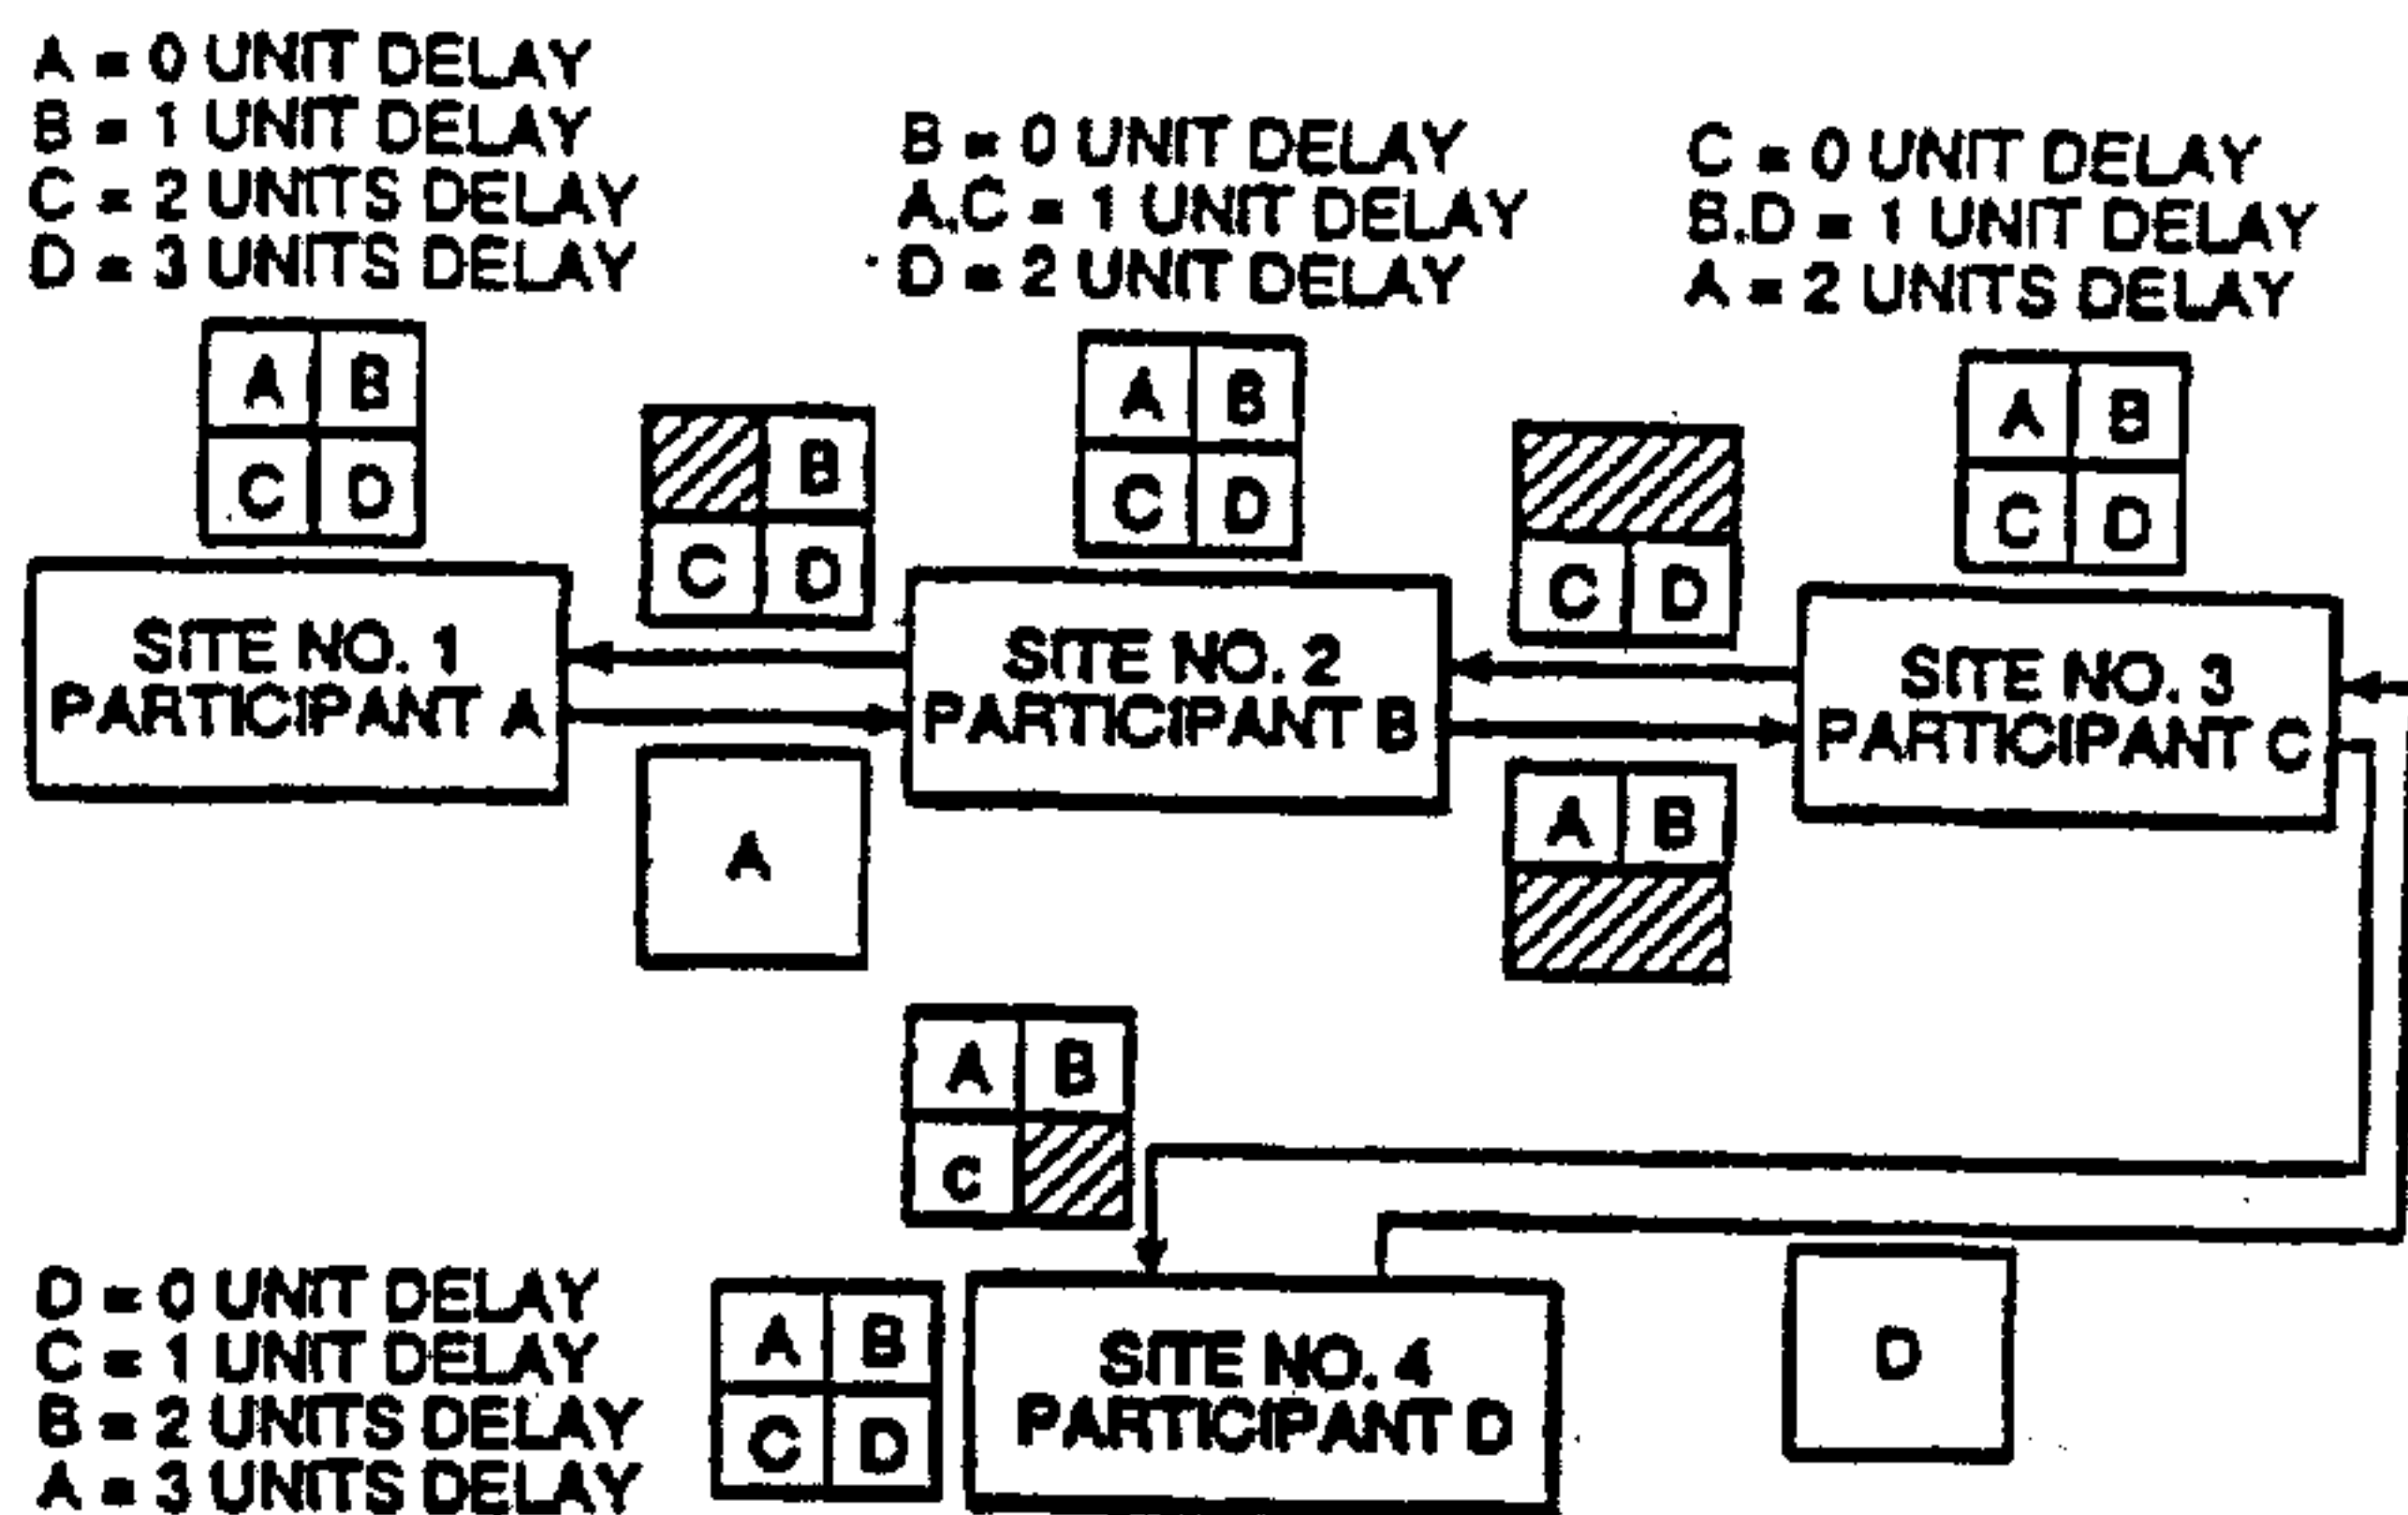 A = 0 UNIT DELAY
B = 1 UNIT DELAY
C = 2 UNITS DELAY
D = 3 UNITS DELAY
B = 0 UNIT DELAY
A.C = 1 UNIT DELAY
D = 2 UNIT DELAY
C = 0 UNIT DELAY
B.D = 1 UNIT DELAY
A = 2 UNITS DELAY
A B
C D
B
C D
A B
C D
C D
A B
C D
SITE NO. 1
PARTICIPANT A
SITE NO. 2
PARTICIPANT B
SITE NO. 3
PARTICIPANT C
A
A B
A B
C
D = 0 UNIT DELAY
C = 1 UNIT DELAY
B = 2 UNITS DELAY
A = 3 UNITS DELAY
A B
C D
SITE NO. 4
PARTICIPANT D
D